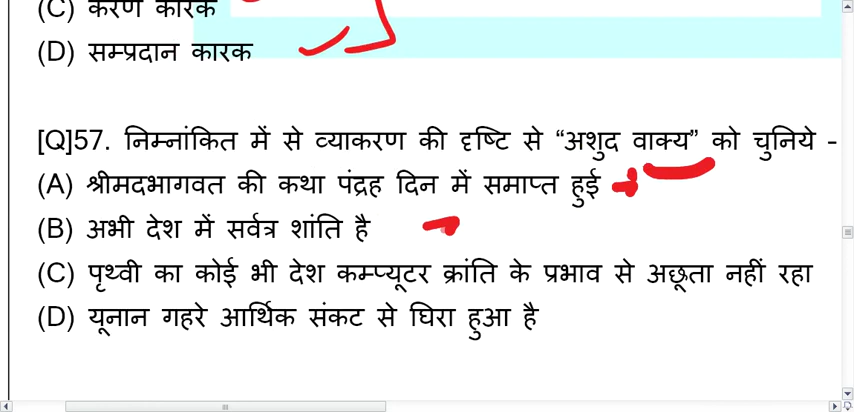 (C) करण कारक
(D) सम्प्रदान कारक
[Q]57. निम्नांकित में से व्याकरण की दृष्टि से “अशुद वाक्य” को चुनिये -
(A) श्रीमदभागवत की कथा पंद्रह दिन में समाप्त हुई
(B) अभी देश में सर्वत्र शांति है
(C) पृथ्वी का कोई भी देश कम्प्यूटर क्रांति के प्रभाव से अछूता नहीं रहा
(D) यूनान गहरे आर्थिक संकट से घिरा हुआ है